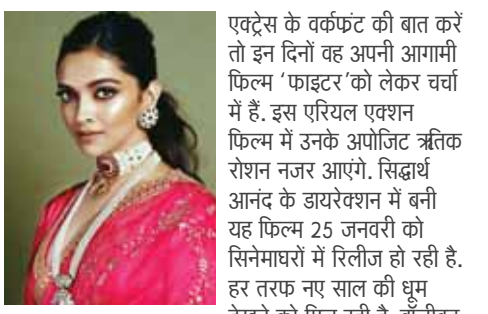 एक्ट्रेस के वर्कफ्रंट की बात करें
तो इन दिनों वह अपनी आगामी
फिल्म ‘फाइटर’को लेकर चर्चा
में हैं. इस एरियल एक्शन
फिल्म में उनके अपोजिट ऋतिक
रोशन नजर आएंगे. सिद्धार्थ
आनंद के डायरेक्शन में बनी
यह फिल्म 25 जनवरी को
सिनेमाघरों में रिलीज हो रही है.
हर तरफ नए साल की धूम